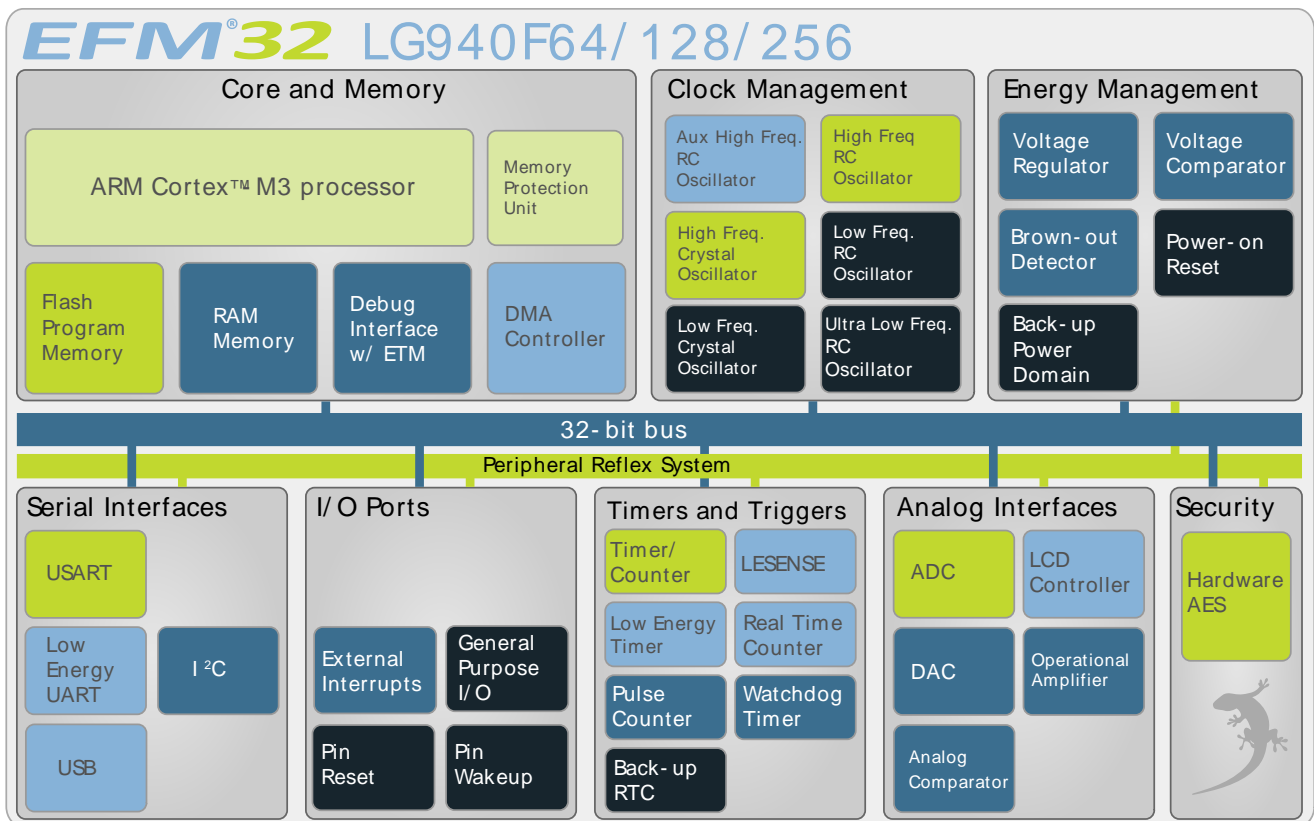 EFM®32 LG940F64/128/256
Core and Memory
ARM Cortex™ M3 processor
Memory
Protection
Unit
Flash
Program
Memory
RAM
Memory
Debug
Interface
w/ ETM
DMA
Controller
Clock Management
Aux High Freq.
RC
Oscillator
High Freq
RC
Oscillator
High Freq.
Crystal
Oscillator
Low Freq.
RC
Oscillator
Low Freq.
Crystal
Oscillator
Ultra Low Freq.
RC
Oscillator
Energy Management
Voltage
Regulator
Voltage
Comparator
Brown-out
Detector
Power-on
Reset
Back-up
Power
Domain
32-bit bus
Peripheral Reflex System
Serial Interfaces
USART
Low
Energy
UART
I²C
USB
I/O Ports
External
Interrupts
General
Purpose
I/O
Pin
Reset
Pin
Wakeup
Timers and Triggers
Timer/
Counter
LESENSE
Low Energy
Timer
Real Time
Counter
Pulse
Counter
Watchdog
Timer
Back-up
RTC
Analog Interfaces
ADC
LCD
Controller
DAC
Operational
Amplifier
Analog
Comparator
Security
Hardware
AES